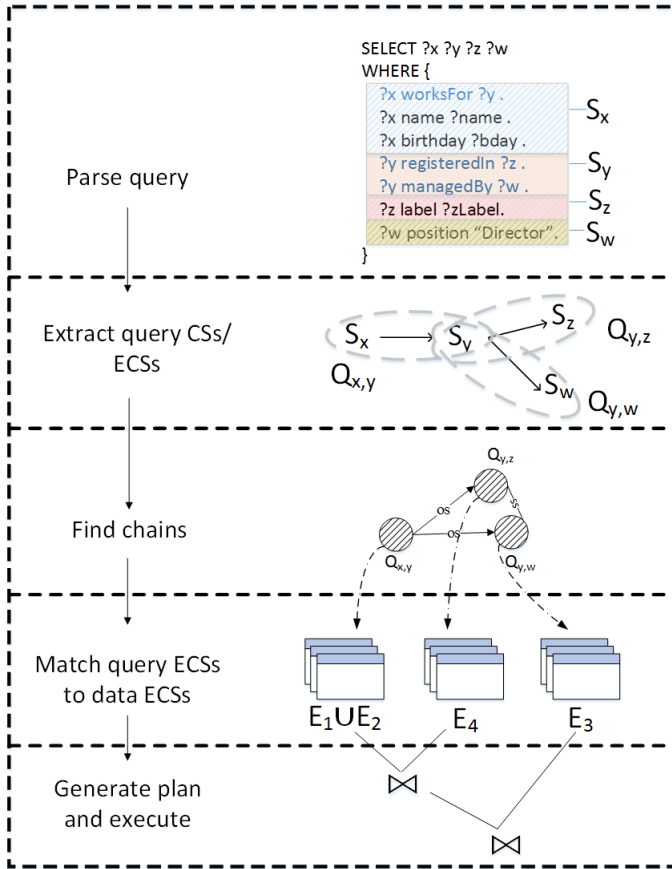 SELECT ?x ?y ?z ?w
WHERE {
?x worksFor ?y .
?x name ?name .
?x birthday ?bday .
Sx
?y registeredIn ?z .
?y managedBy ?w .
Sy
?z label ?zLabel.
Sz
?w position “Director”.
Sw
}
Parse query
Extract query CSs/
ECSs
Sx
Sy
Sz
Sw
Qx,y
Qy,z
Qy,w
Find chains
Qy,z
os
ss
os
Qx,y
Qy,w
Match query ECSs
to data ECSs
E1∪E2
E4
E3
Generate plan
and execute
⋈
⋈